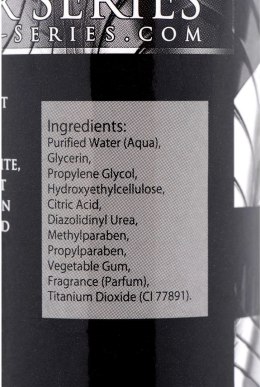 SERIES
-SERIES.COM
ITE,
Ingredients:
Purified Water (Aqua),
Glycerin,
Propylene Glycol,
Hydroxyethylcellulose,
Citric Acid,
Diazolidinyl Urea,
Methylparaben,
Propylparaben,
Vegetable Gum,
Fragrance (Parfum),
Titanium Dioxide (CI 77891).